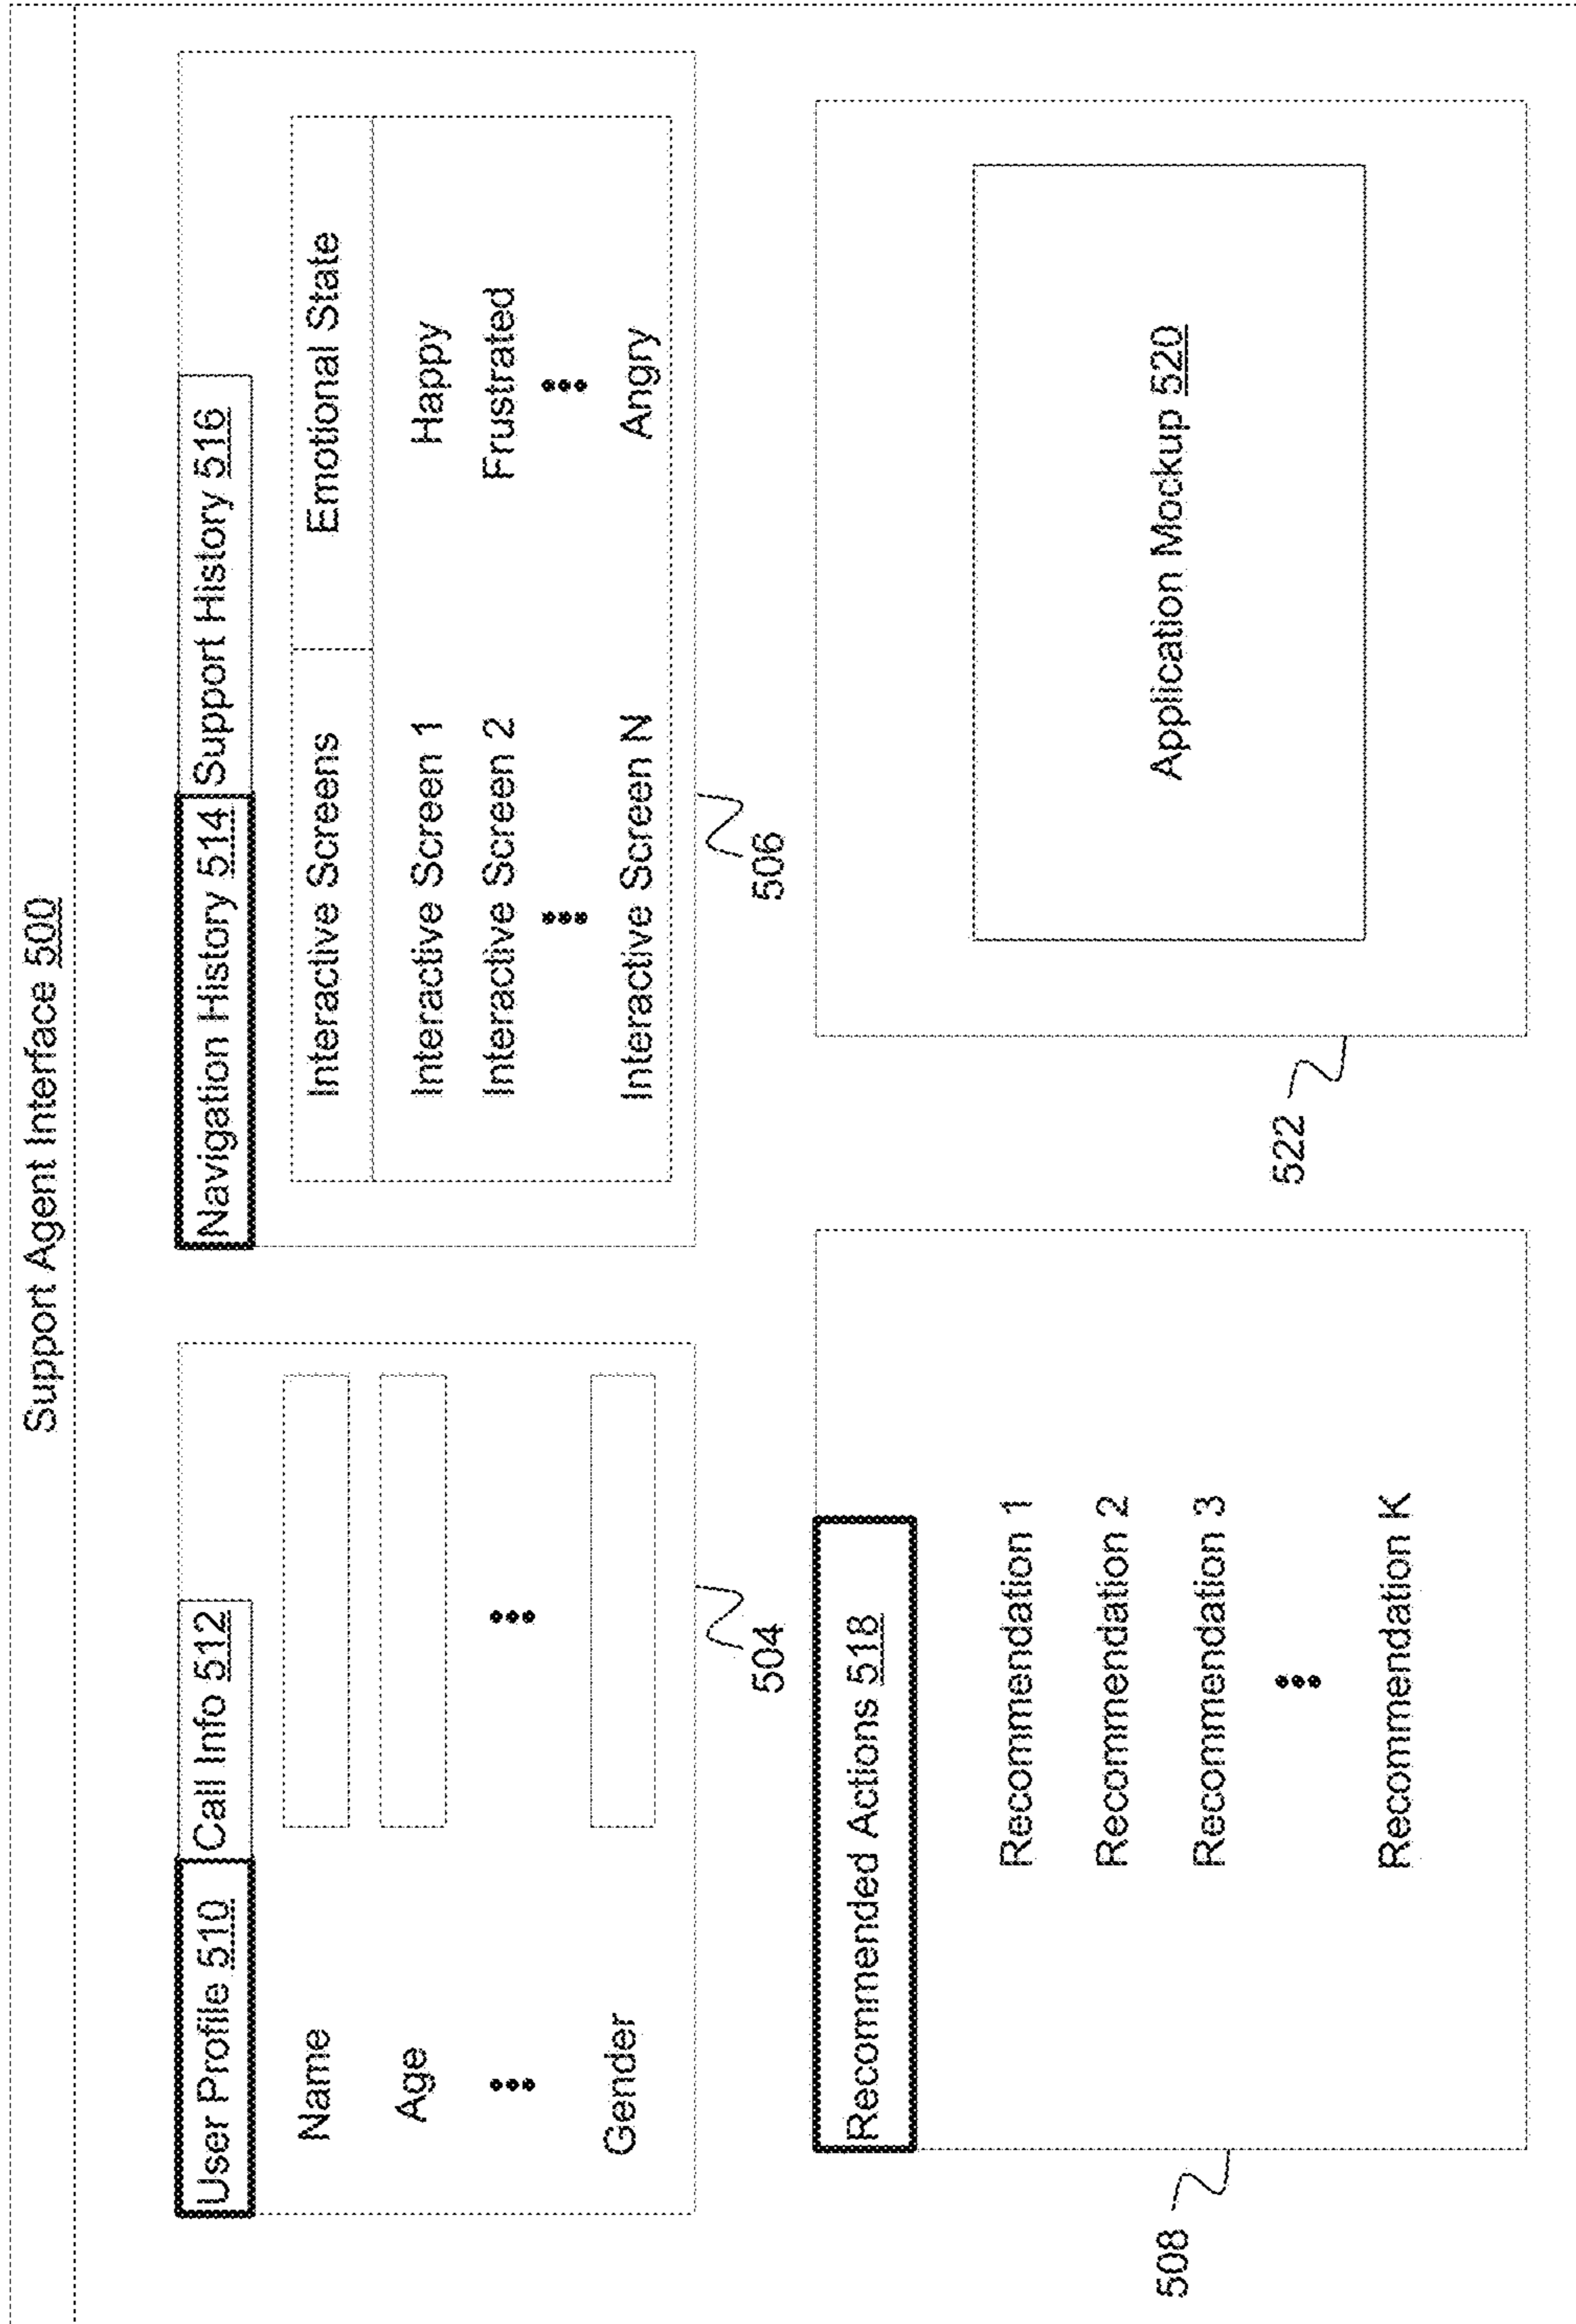 Support Agent Interface 500
User Profile 510 Call Info 512
Name
Age
Gender
504
Navigation History 514 Support History 516
Interactive Screens Emotional State
Interactive Screen 1 Happy
Interactive Screen 2 Frustrated
Interactive Screen N Angry
506
Recommended Actions 518
Recommendation 1
Recommendation 2
Recommendation 3
Recommendation K
508
Application Mockup 520
522